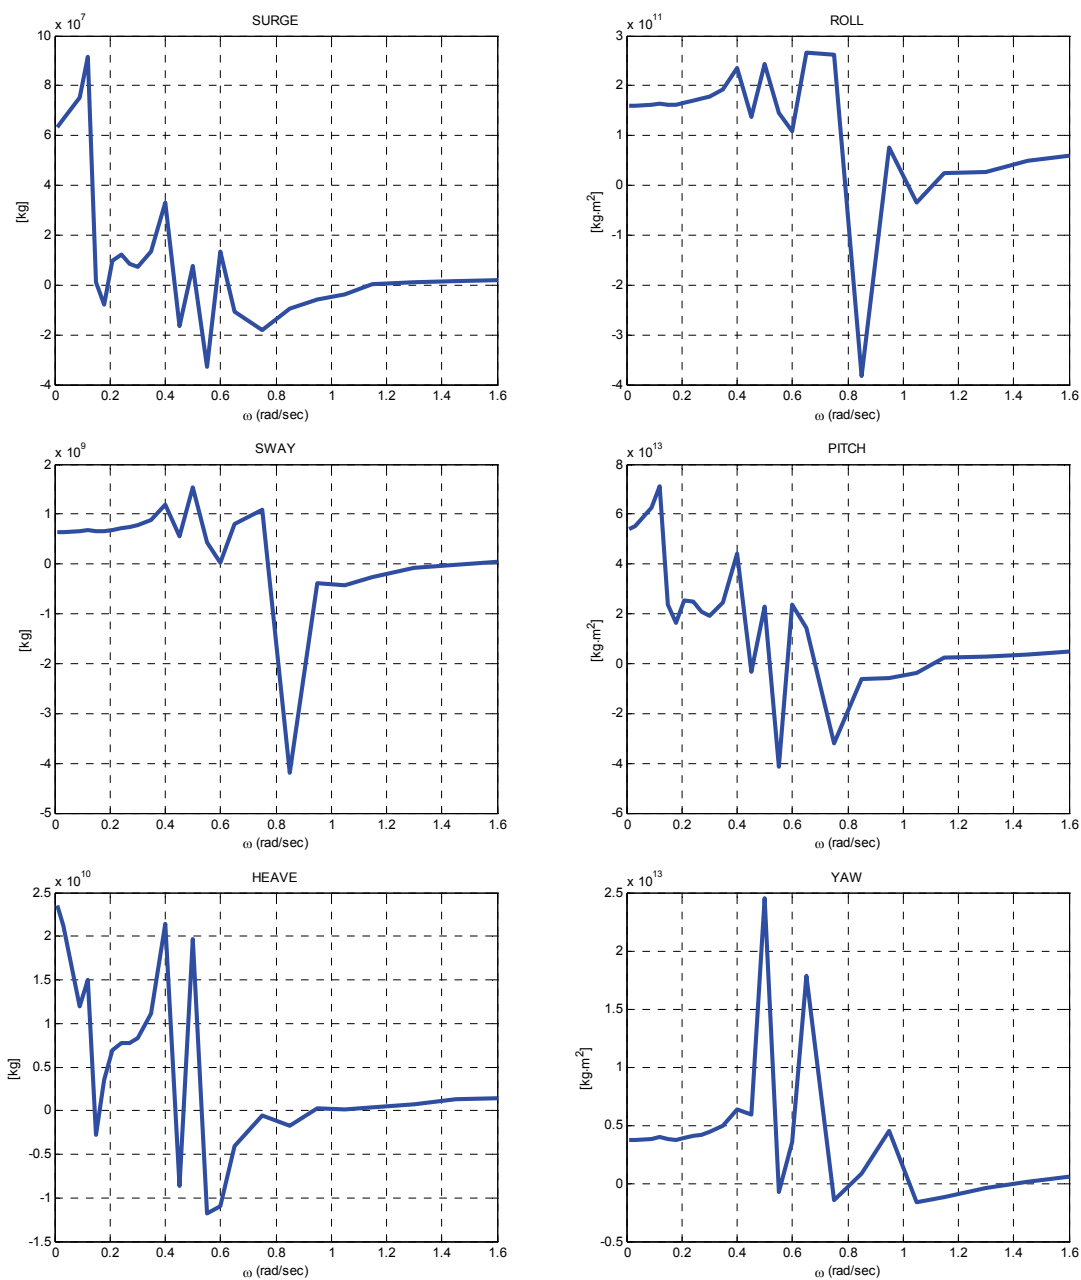 SURGE
x 10^7
10
8
6
4
2
0
-2
-4
[kg]
0 0.2 0.4 0.6 0.8 1 1.2 1.4 1.6
ω (rad/sec)
ROLL
x 10^11
3
2
1
0
-1
-2
-3
-4
[kg·m^2]
0 0.2 0.4 0.6 0.8 1 1.2 1.4 1.6
ω (rad/sec)
SWAY
x 10^9
2
1
0
-1
-2
-3
-4
-5
[kg]
0 0.2 0.4 0.6 0.8 1 1.2 1.4 1.6
ω (rad/sec)
PITCH
x 10^13
8
6
4
2
0
-2
-4
-6
[kg·m^2]
0 0.2 0.4 0.6 0.8 1 1.2 1.4 1.6
ω (rad/sec)
HEAVE
x 10^10
2.5
2
1.5
1
0.5
0
-0.5
-1
-1.5
[kg]
0 0.2 0.4 0.6 0.8 1 1.2 1.4 1.6
ω (rad/sec)
YAW
x 10^13
2.5
2
1.5
1
0.5
0
-0.5
[kg·m^2]
0 0.2 0.4 0.6 0.8 1 1.2 1.4 1.6
ω (rad/sec)